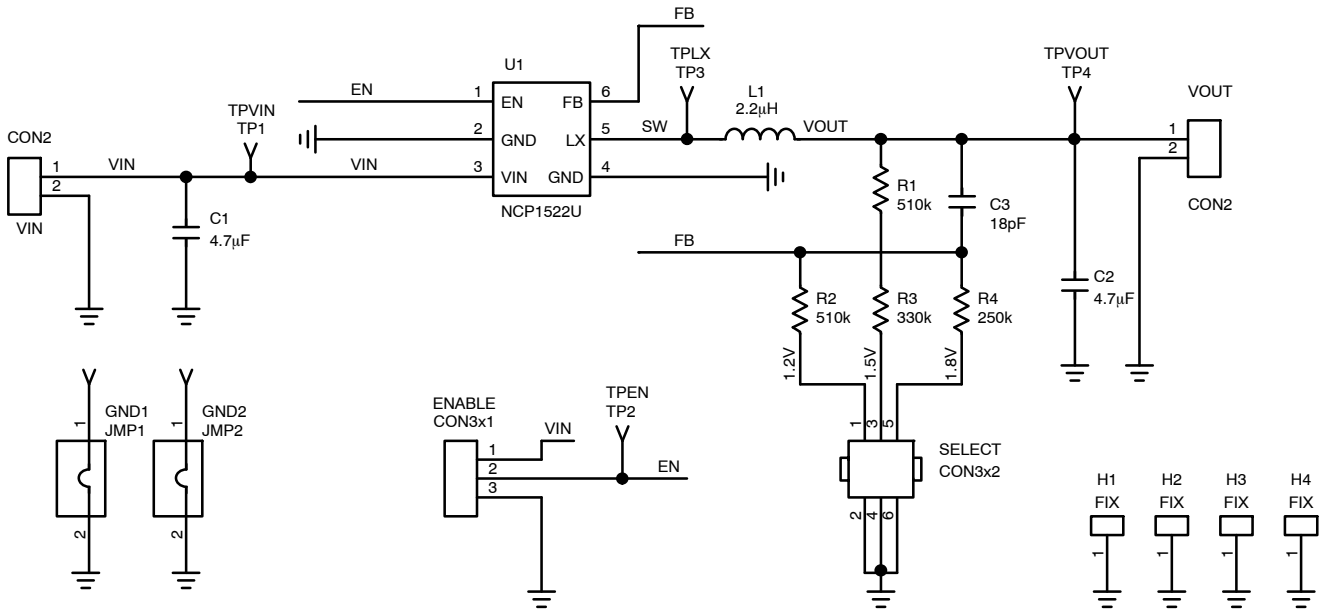 FB
U1
TPLX
TP3
TPVOUT
TP4
VOUT
EN
1
EN
FB
6
L1
2.2μH
TPVIN
TP1
2
GND
LX
5
SW
VOUT
1
2
CON2
CON2
1
2
VIN
VIN
3
VIN
GND
4
NCP1522U
VIN
C1
4.7μF
R1
510k
C3
18pF
FB
R2
510k
R3
330k
R4
250k
C2
4.7μF
1.2V
1.5V
1.8V
GND1
JMP1
1
2
GND2
JMP2
1
2
ENABLE
CON3x1
VIN
1
2
3
TPEN
TP2
EN
1
3
5
SELECT
CON3x2
2
4
6
H1
FIX
1
H2
FIX
1
H3
FIX
1
H4
FIX
1